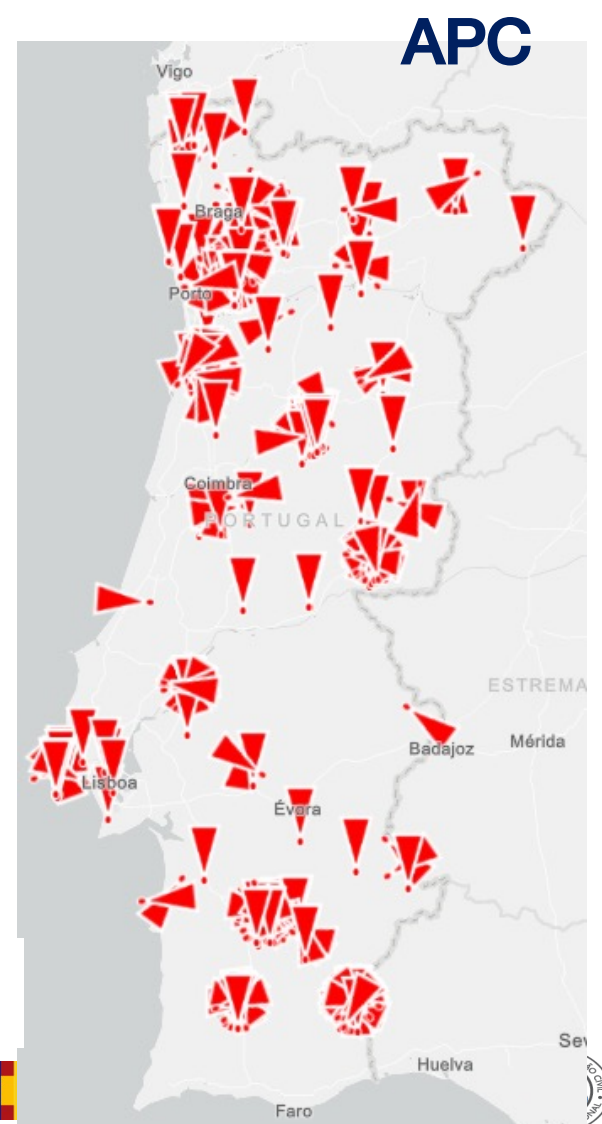 APC
Vigo
Braga
Porto
Coimbra
PORTUGAL
ESTREMA
Badajoz
Mérida
Lisboa
Évora
Sev
Huelva
Faro